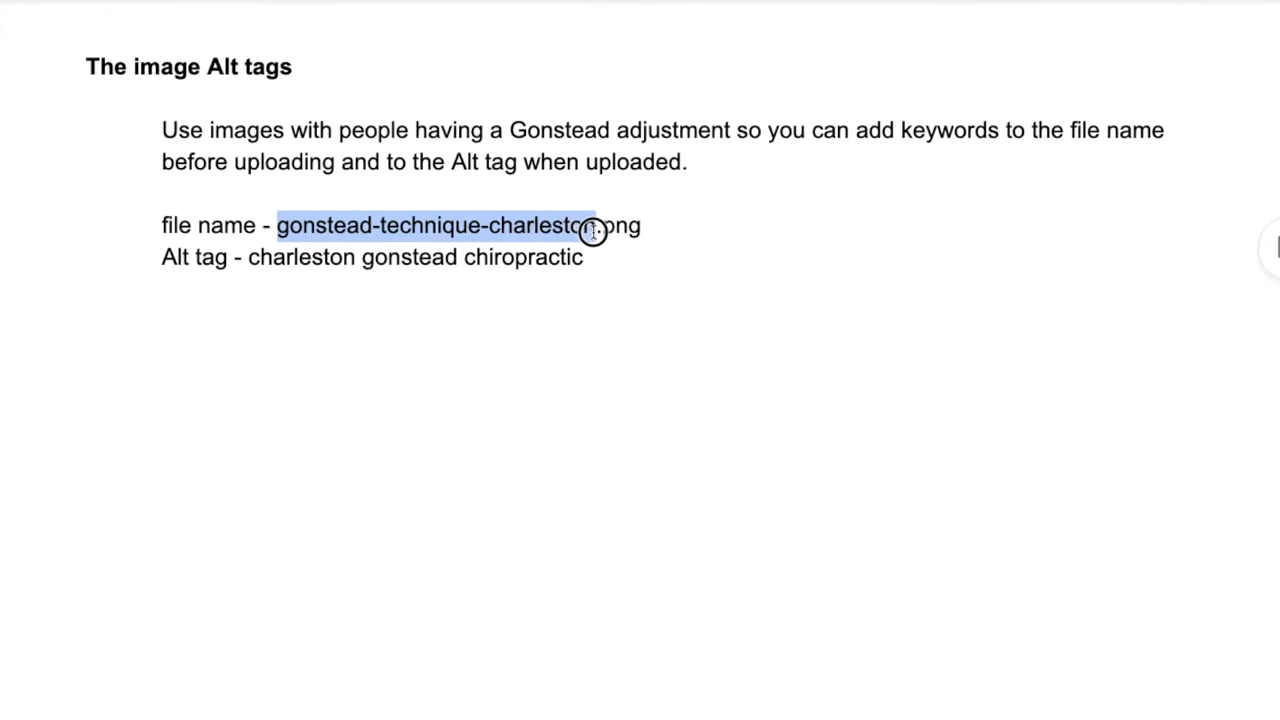 The image Alt tags
Use images with people having a Gonstead adjustment so you can add keywords to the file name
before uploading and to the Alt tag when uploaded.
file name - gonstead-technique-charleston.png
Alt tag - charleston gonstead chiropractic